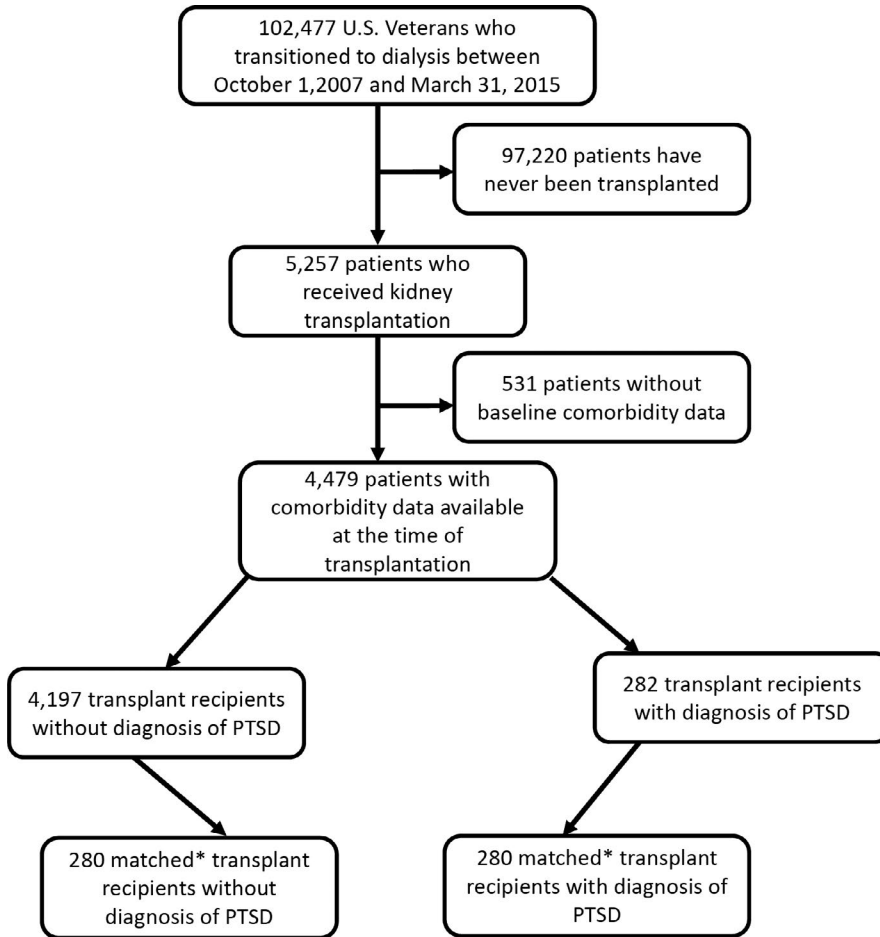 102,477 U.S. Veterans who
transitioned to dialysis between
October 1,2007 and March 31, 2015
97,220 patients have
never been transplanted
5,257 patients who
received kidney
transplantation
531 patients without
baseline comorbidity data
4,479 patients with
comorbidity data available
at the time of
transplantation
4,197 transplant recipients
without diagnosis of PTSD
282 transplant recipients
with diagnosis of PTSD
280 matched* transplant
recipients without
diagnosis of PTSD
280 matched* transplant
recipients with diagnosis of
PTSD